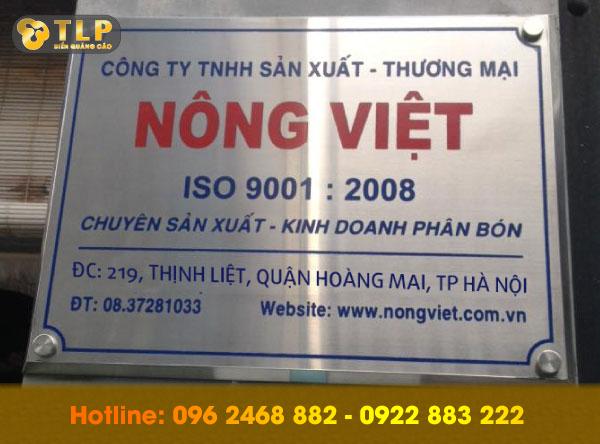 TLP
BIỂN QUẢNG CÁO
CÔNG TY TNHH SẢN XUẤT - THƯƠNG MẠI
NÔNG VIỆT
ISO 9001 : 2008
CHUYÊN SẢN XUẤT - KINH DOANH PHÂN BÓN
ĐC: 219, THỊNH LIỆT, QUẬN HOÀNG MAI, TP HÀ NỘI
ĐT: 08.37281033 Website: www.nongviet.com.vn
Hotline: 096 2468 882 - 0922 883 222